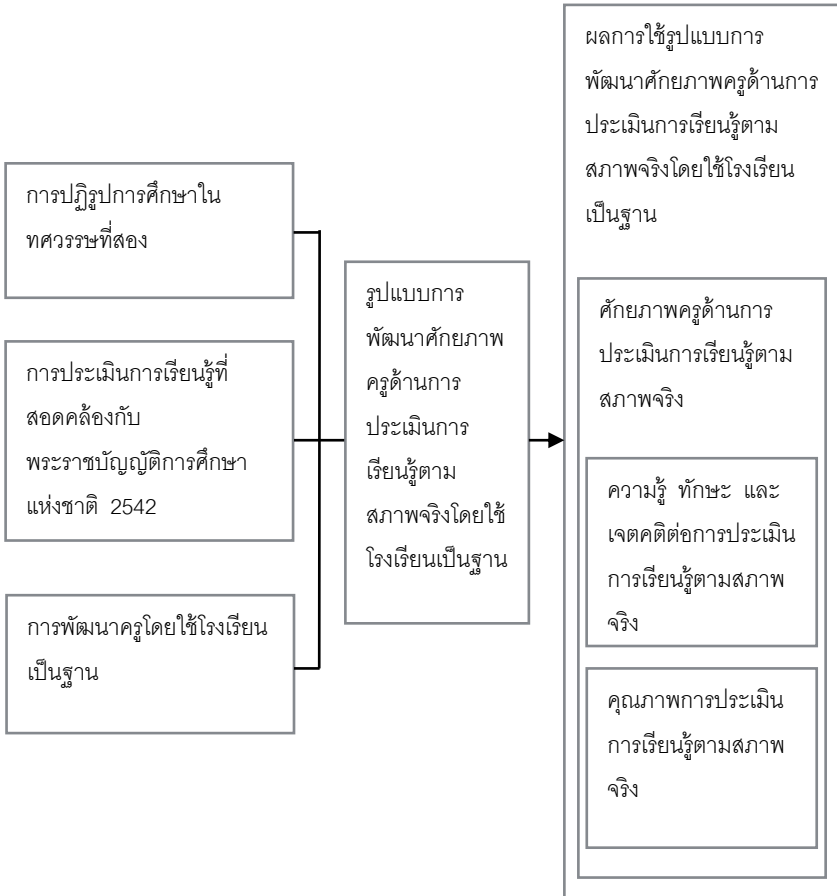 การปฏิรูปการศึกษาใน
ทศวรรษที่สอง
การประเมินการเรียนรู้ที่
สอดคล้องกับ
พระราชบัญญัติการศึกษา
แห่งชาติ 2542
การพัฒนาครูโดยใช้โรงเรียน
เป็นฐาน
รูปแบบการ
พัฒนาศักยภาพ
ครูด้านการ
ประเมินการ
เรียนรู้ตาม
สภาพจริงโดยใช้
โรงเรียนเป็นฐาน
ผลการใช้รูปแบบการ
พัฒนาศักยภาพครูด้านการ
ประเมินการเรียนรู้ตาม
สภาพจริงโดยใช้โรงเรียน
เป็นฐาน
ศักยภาพครูด้านการ
ประเมินการเรียนรู้ตาม
สภาพจริง
ความรู้ ทักษะ และ
เจตคติต่อการประเมิน
การเรียนรู้ตามสภาพ
จริง
คุณภาพการประเมิน
การเรียนรู้ตามสภาพ
จริง